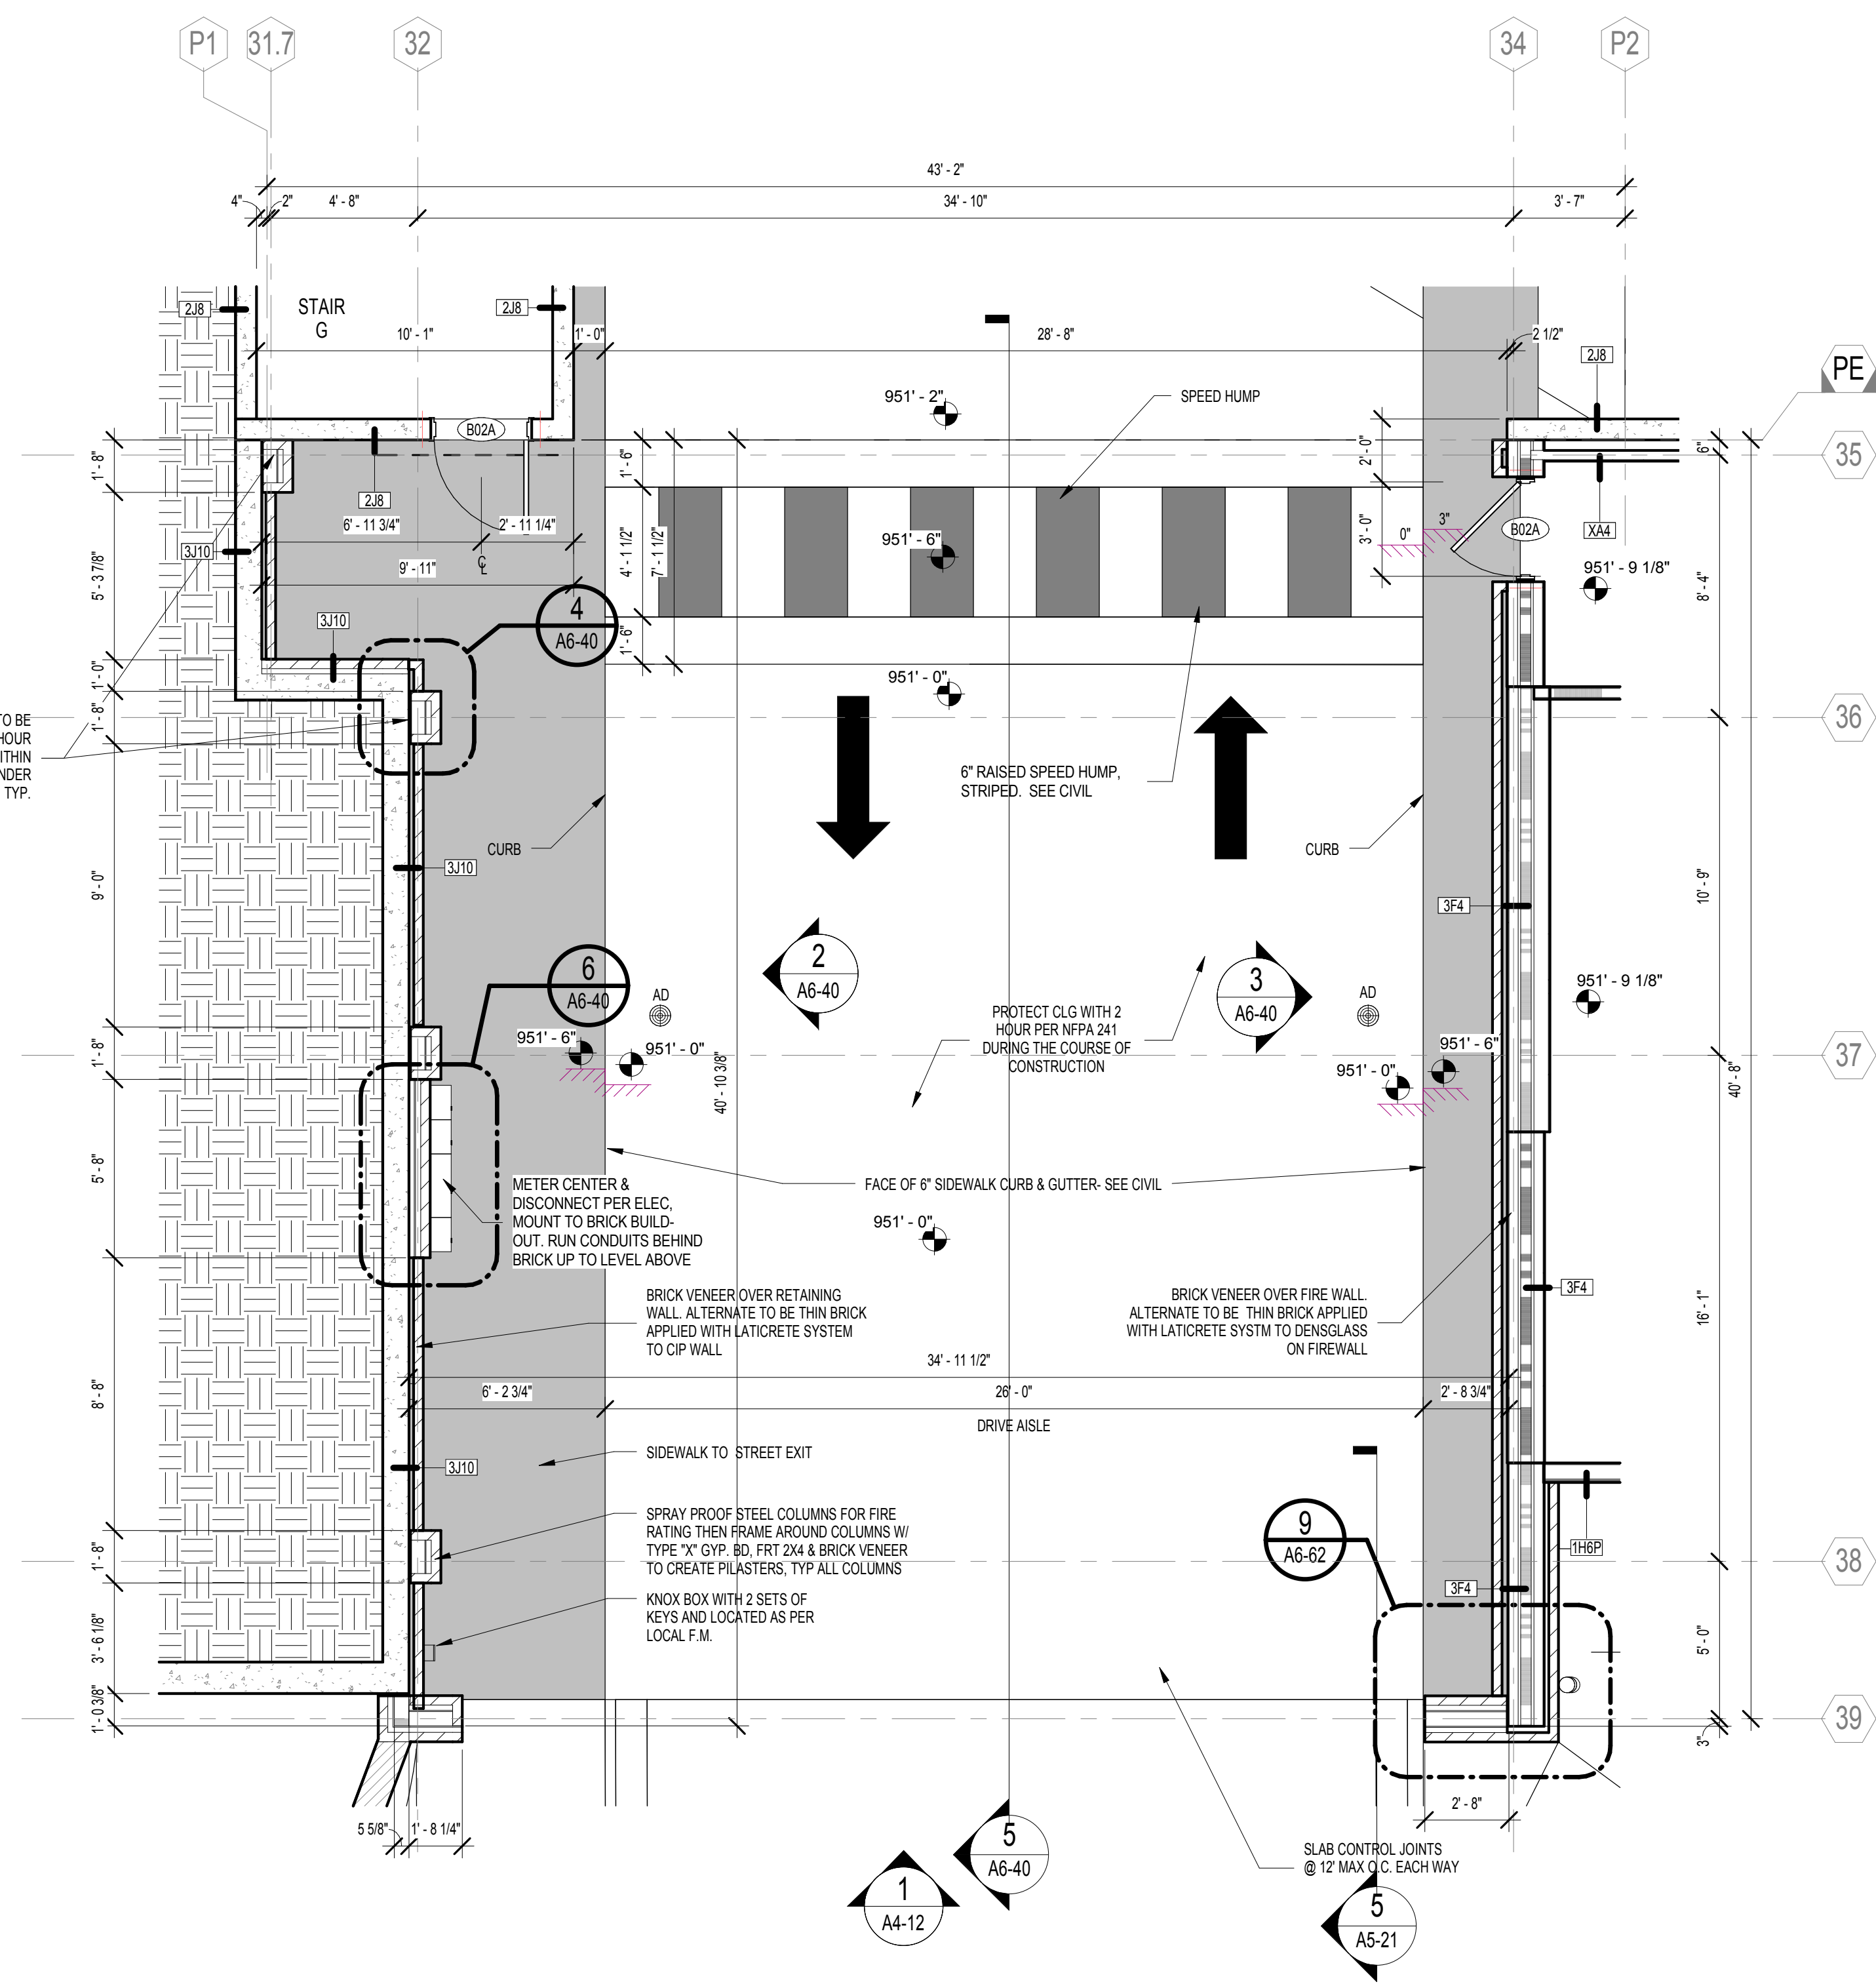 P1
31.7
32
34
P2
43' - 2"
4"
2"
4' - 8"
34' - 10"
3' - 7"
2J8
STAIR
G
2J8
10' - 1"
1' - 0"
28' - 8"
2 1/2"
2J8
PE
951' - 2"
SPEED HUMP
B02A
35
1' - 8"
1' - 6"
2' - 0"
6"
2J8
6' - 11 3/4"
2' - 11 1/4"
3J10
CL
9' - 11"
4' - 1 1/2"
7' - 1 1/2"
951' - 6"
0"
3"
3' - 0"
B02A
XA4
951' - 9 1/8"
8' - 4"
5' - 3 7/8"
4
A6-40
3J10
1' - 6"
1' - 0"
951' - 0"
1' - 8"
36
TO BE
HOUR
ITHIN
NDER
TYP.
6" RAISED SPEED HUMP,
STRIPED. SEE CIVIL
CURB
CURB
3J10
9' - 0"
3F4
10' - 9"
2
A6-40
3
A6-40
6
A6-40
AD
AD
951' - 9 1/8"
PROTECT CLG WITH 2
HOUR PER NFPA 241
DURING THE COURSE OF
CONSTRUCTION
951' - 6"
951' - 0"
951' - 6"
951' - 0"
1' - 8"
37
40' - 10 3/8"
40' - 8"
5' - 8"
METER CENTER &
DISCONNECT PER ELEC,
MOUNT TO BRICK BUILD-
OUT. RUN CONDUITS BEHIND
BRICK UP TO LEVEL ABOVE
FACE OF 6" SIDEWALK CURB & GUTTER- SEE CIVIL
951' - 0"
BRICK VENEER OVER RETAINING
WALL. ALTERNATE TO BE THIN BRICK
APPLIED WITH LATICRETE SYSTEM
TO CIP WALL
BRICK VENEER OVER FIRE WALL.
ALTERNATE TO BE THIN BRICK APPLIED
WITH LATICRETE SYSTM TO DENSGLASS
ON FIREWALL
3F4
16' - 1"
34' - 11 1/2"
8' - 8"
6' - 2 3/4"
26' - 0"
2' - 8 3/4"
DRIVE AISLE
SIDEWALK TO STREET EXIT
3J10
SPRAY PROOF STEEL COLUMNS FOR FIRE
RATING THEN FRAME AROUND COLUMNS W/
TYPE "X" GYP. BD, FRT 2X4 & BRICK VENEER
TO CREATE PILASTERS, TYP ALL COLUMNS
9
A6-62
1H6P
1' - 8"
38
3F4
KNOX BOX WITH 2 SETS OF
KEYS AND LOCATED AS PER
LOCAL F.M.
3' - 6 1/8"
5' - 0"
1' - 0 3/8"
39
3"
5 5/8"
1' - 8 1/4"
2' - 8"
5
A6-40
SLAB CONTROL JOINTS
@ 12' MAX O.C. EACH WAY
1
A4-12
5
A5-21